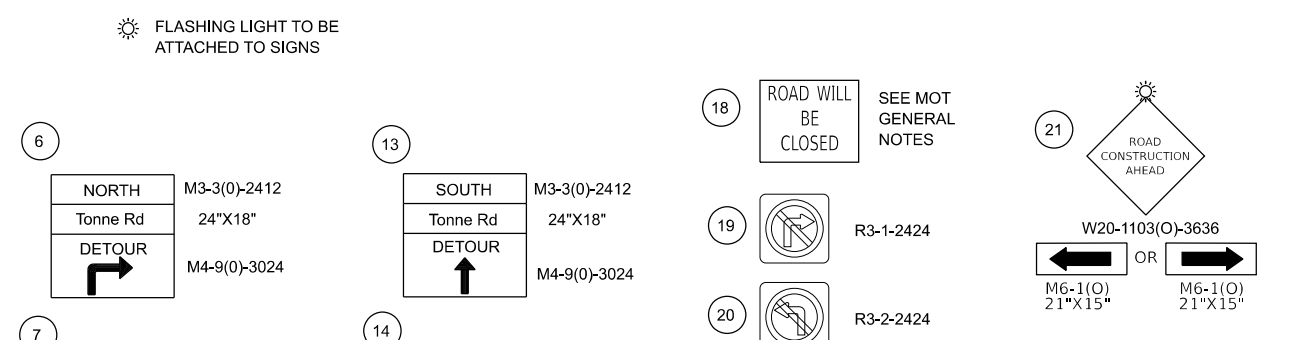 FLASHING LIGHT TO BE
ATTACHED TO SIGNS
6
NORTH
M3-3(0)-2412
Tonne Rd
24"X18"
DETOUR
M4-9(0)-3024
7
13
SOUTH
M3-3(0)-2412
Tonne Rd
24"X18"
DETOUR
M4-9(0)-3024
14
18
ROAD WILL
BE
CLOSED
SEE MOT
GENERAL
NOTES
19
R3-1-2424
20
R3-2-2424
21
ROAD
CONSTRUCTION
AHEAD
W20-1103(O)-3636
OR
M6-1(O)
21"X15"
M6-1(O)
21"X15"